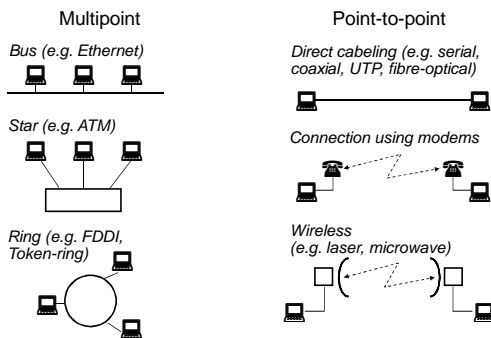 Multipoint
Bus (e.g. Ethernet)
Star (e.g. ATM)
Ring (e.g. FDDI,
Token-ring)
Point-to-point
Direct cabeling (e.g. serial,
coaxial, UTP, fibre-optical)
Connection using modems
Wireless
(e.g. laser, microwave)